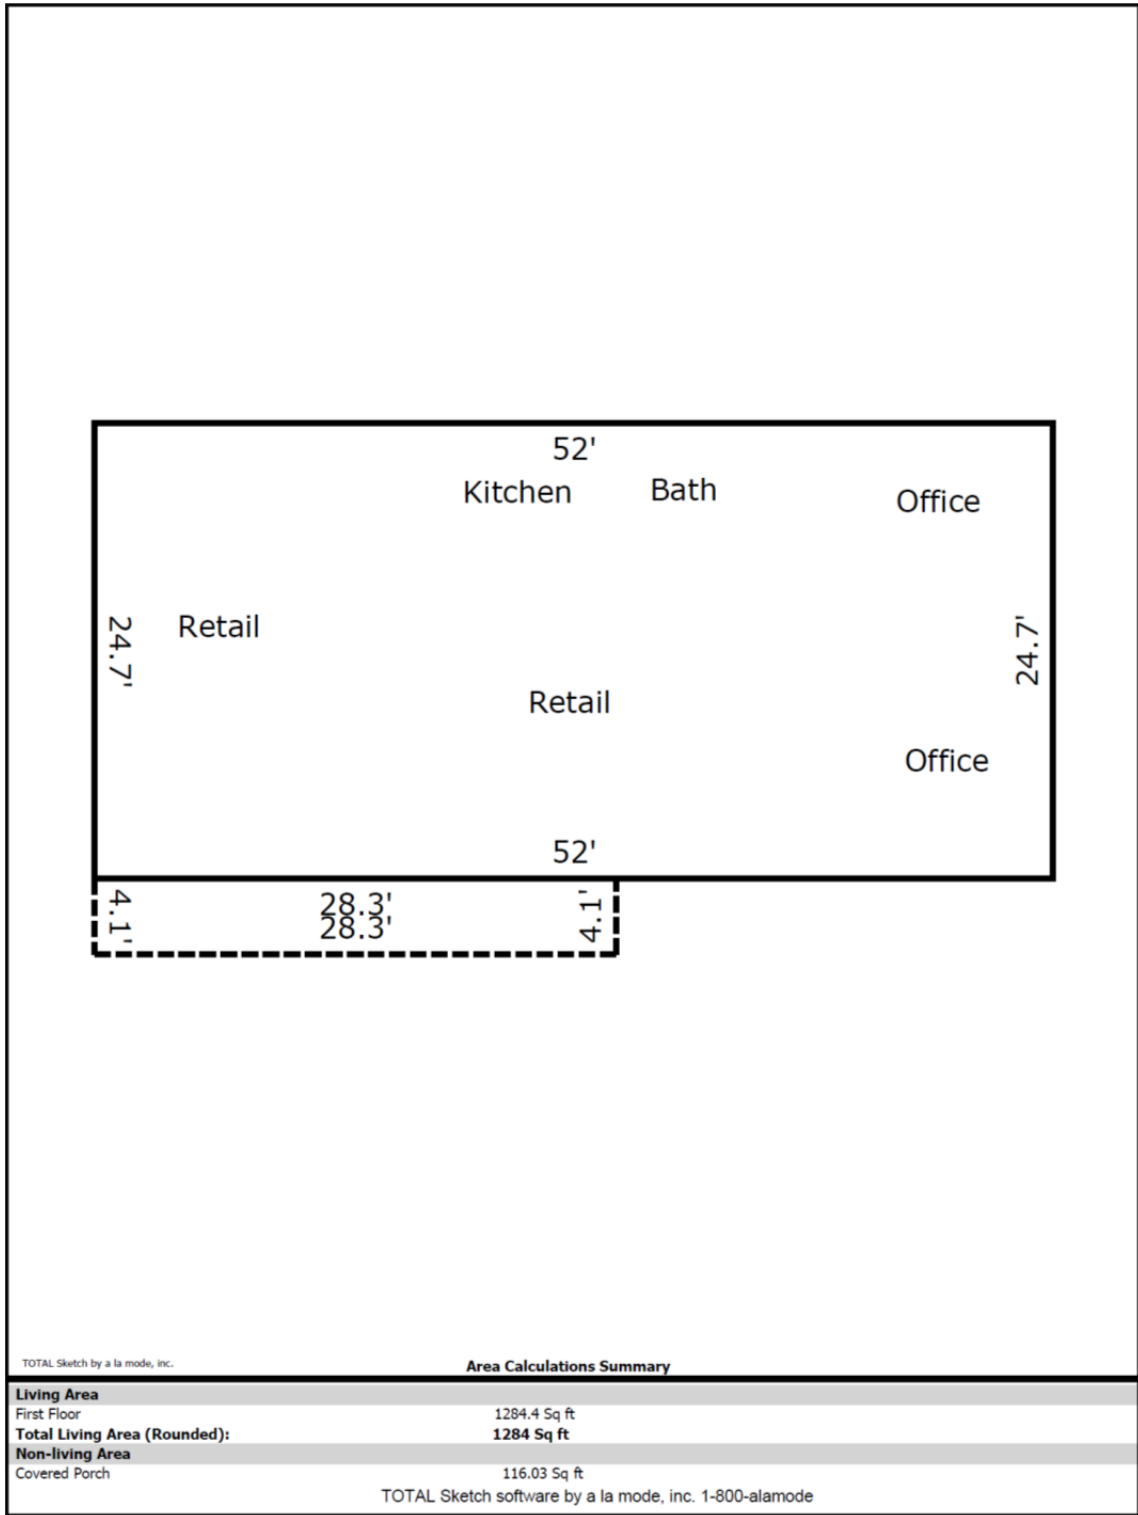 52'
Kitchen
Bath
Office
24.7'
Retail
24.7'
Retail
Office
52'
4.1'
28.3'
28.3'
4.1'
TOTAL Sketch by a la mode, inc.
Area Calculations Summary
Living Area
First Floor 1284.4 Sq ft
Total Living Area (Rounded): 1284 Sq ft
Non-living Area
Covered Porch 116.03 Sq ft
TOTAL Sketch software by a la mode, inc. 1-800-alamode